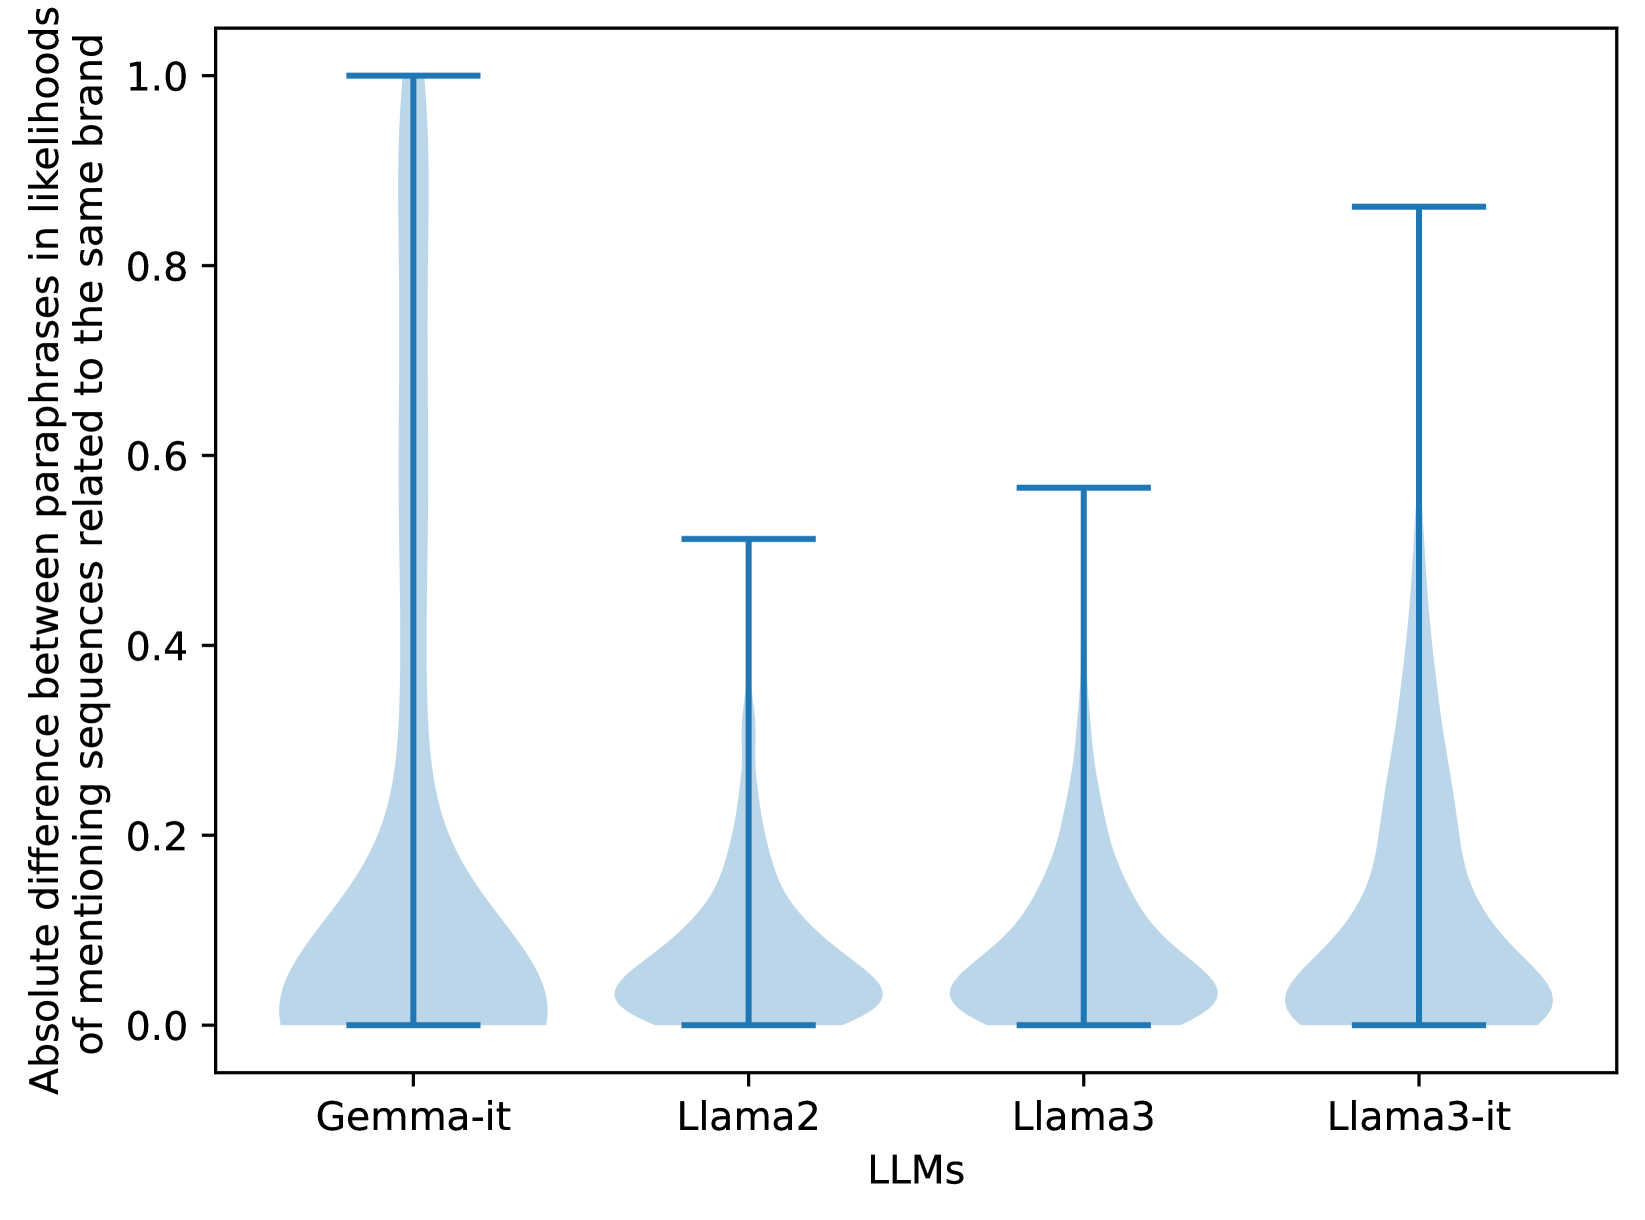 Absolute difference between paraphrases in likelihoods
of mentioning sequences related to the same brand
1.0
0.8
0.6
0.4
0.2
0.0
Gemma-it Llama2 Llama3 Llama3-it
LLMs